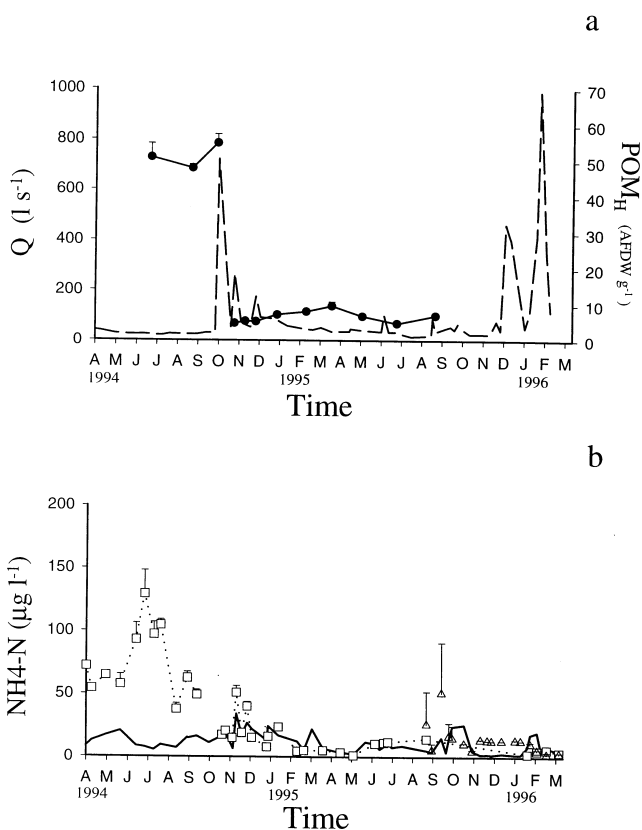 a
1000
800
600
400
200
0
Q (l s-1)
70
60
50
40
30
20
10
0
POMH (AFDW g-1)
A M J J A S O N D J F M A M J J A S O N D J F M
1994 1995 1996
Time
b
200
150
100
50
0
NH4-N (µg l-1)
A M J J A S O N D J F M A M J J A S O N D J F M
1994 1995 1996
Time